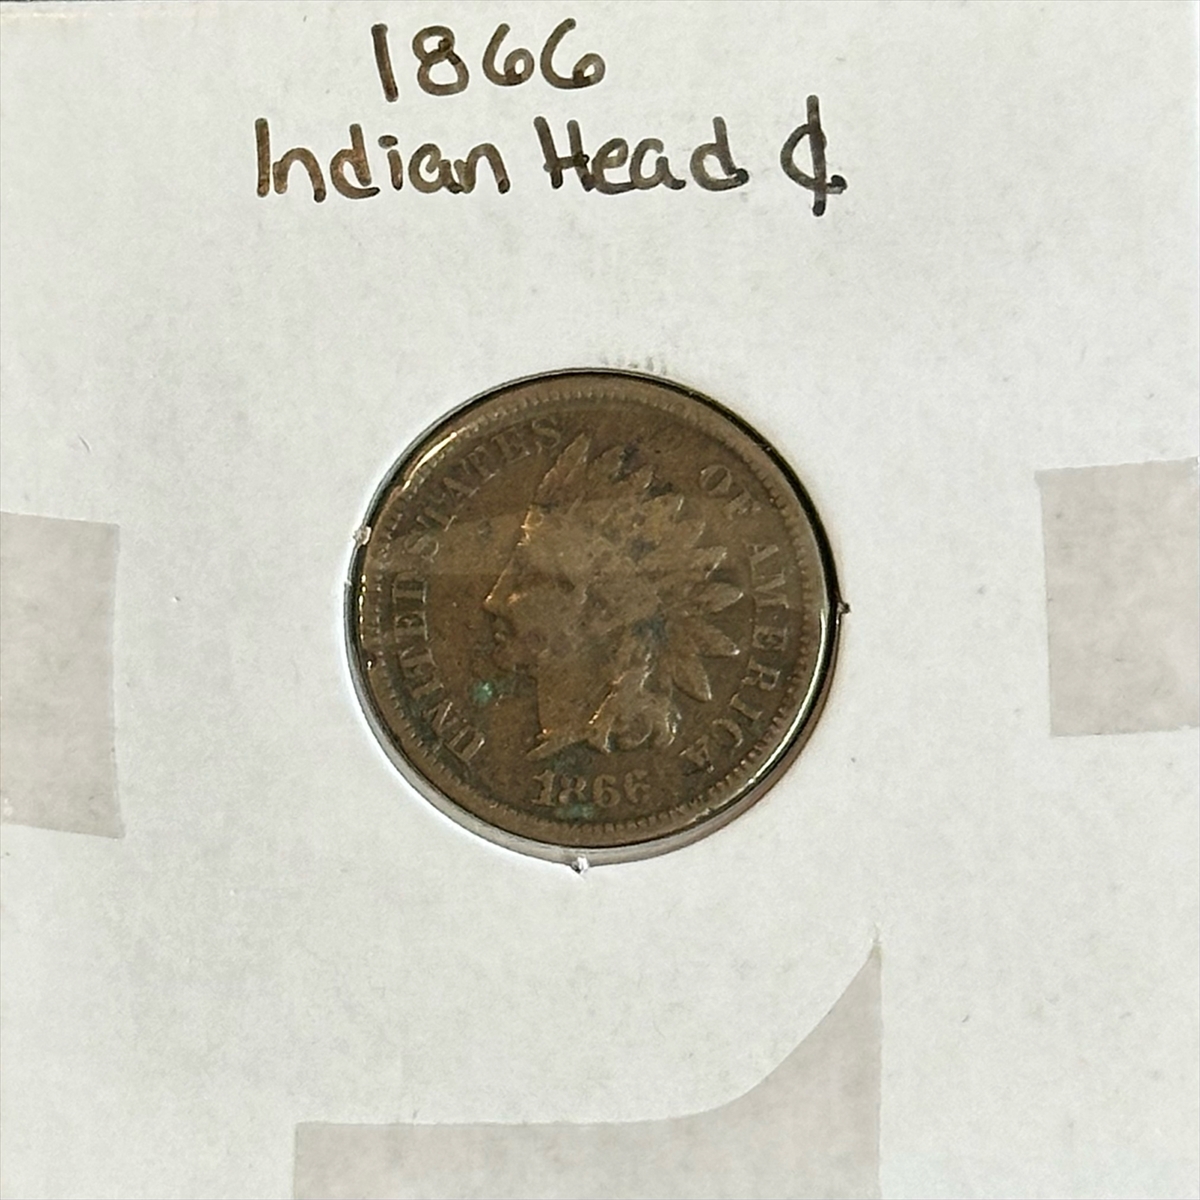 1866
Indian Head ¢
UNITED STATES OF AMERICA
1866